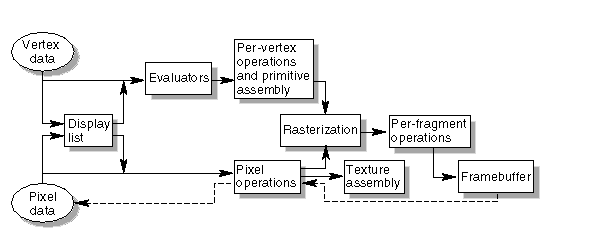 Vertex
data
Evaluators
Per-vertex
operations
and primitive
assembly
Display
list
Rasterization
Per-fragment
operations
Pixel
data
Pixel
operations
Texture
assembly
Framebuffer